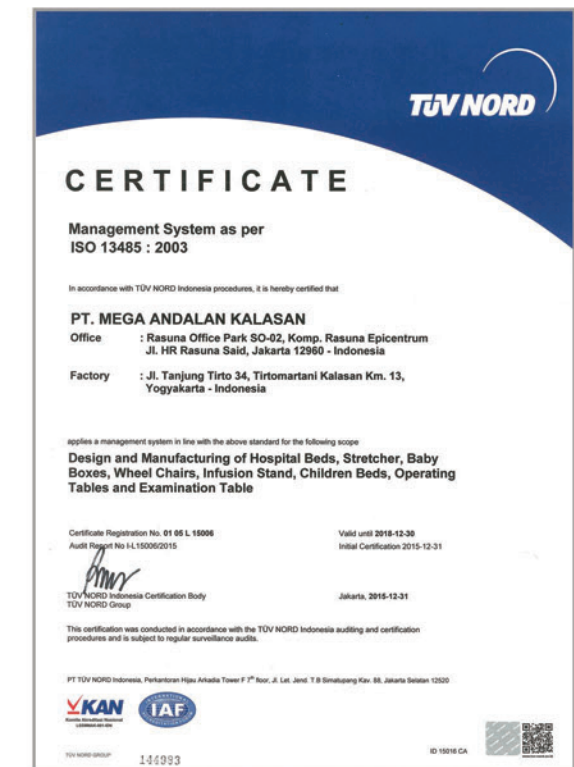 TÜV NORD
CERTIFICATE
Management System as per
ISO 13485 : 2003
In accordance with TÜV NORD Indonesia procedures, it is hereby certified that
PT. MEGA ANDALAN KALASAN
Office : Rasuna Office Park SO-02, Komp. Rasuna Epicentrum
Jl. HR Rasuna Said, Jakarta 12960 - Indonesia
Factory : Jl. Tanjung Tirto 34, Tirtomartani Kalasan Km. 13,
Yogyakarta - Indonesia
applies a management system in line with the above standard for the following scope
Design and Manufacturing of Hospital Beds, Stretcher, Baby
Boxes, Wheel Chairs, Infusion Stand, Children Beds, Operating
Tables and Examination Table
Certificate Registration No. 01 05 L 15006 Valid until 2018-12-30
Audit Report No I-L15006/2015 Initial Certification 2015-12-31
TÜV NORD Indonesia Certification Body Jakarta, 2015-12-31
TÜV NORD Group
This certification was conducted in accordance with the TÜV NORD Indonesia auditing and certification
procedures and is subject to regular surveillance audits.
PT TÜV NORD Indonesia, Perkantoran Hijau Arkadia Tower F 7th floor, Jl. Let. Jend. T.B Simatupang Kav. 88, Jakarta Selatan 12520
KAN IAF
Komite Akreditasi Nasional
TÜV NORD GROUP 144993 ID 15016 CA